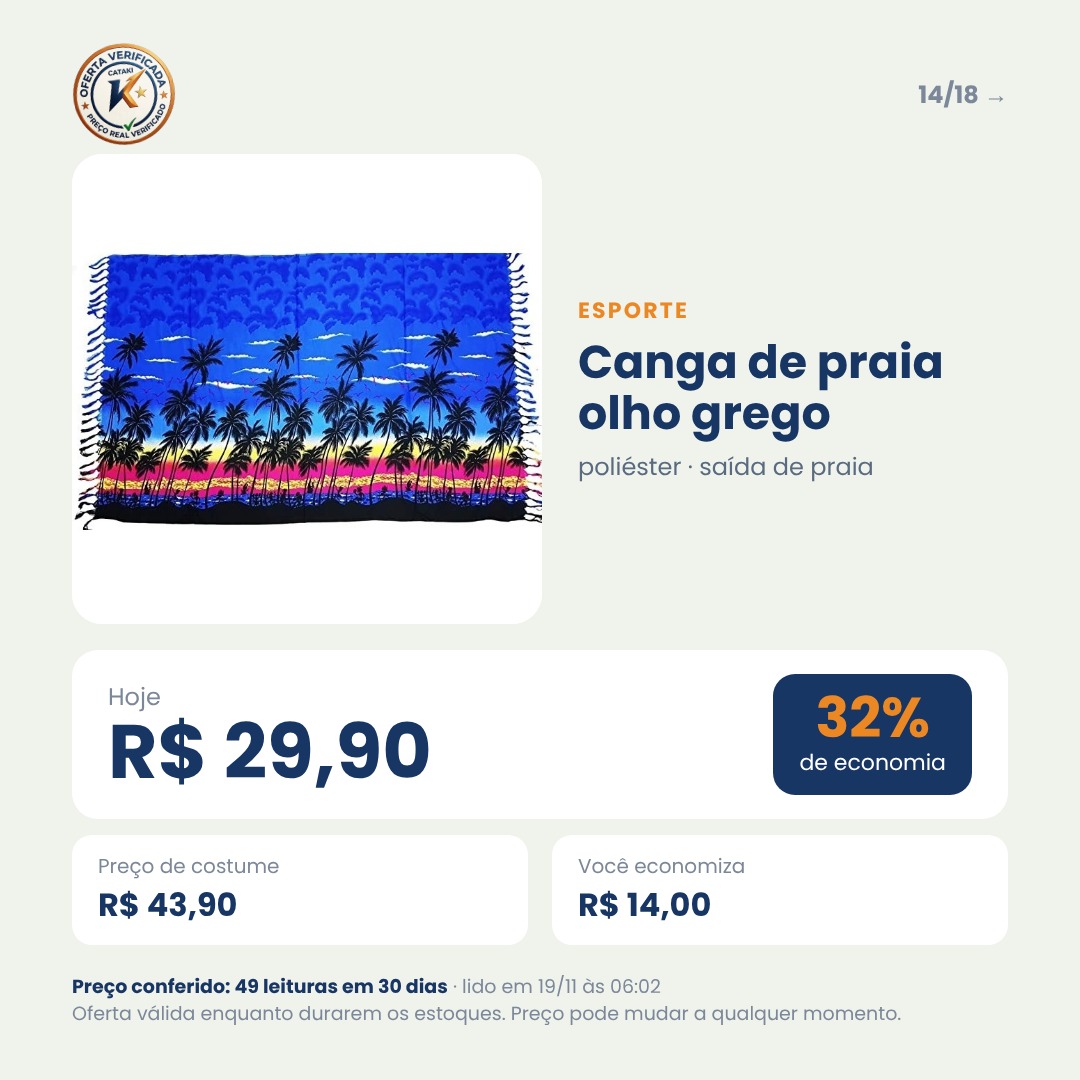 OFERTA VERIFICADA
CATAKI
K
PREÇO REAL VERIFICADO
14/18 →
ESPORTE
Canga de praia
olho grego
poliéster · saída de praia
Hoje
R$ 29,90
32%
de economia
Preço de costume
R$ 43,90
Você economiza
R$ 14,00
Preço conferido: 49 leituras em 30 dias · lido em 19/11 às 06:02
Oferta válida enquanto durarem os estoques. Preço pode mudar a qualquer momento.